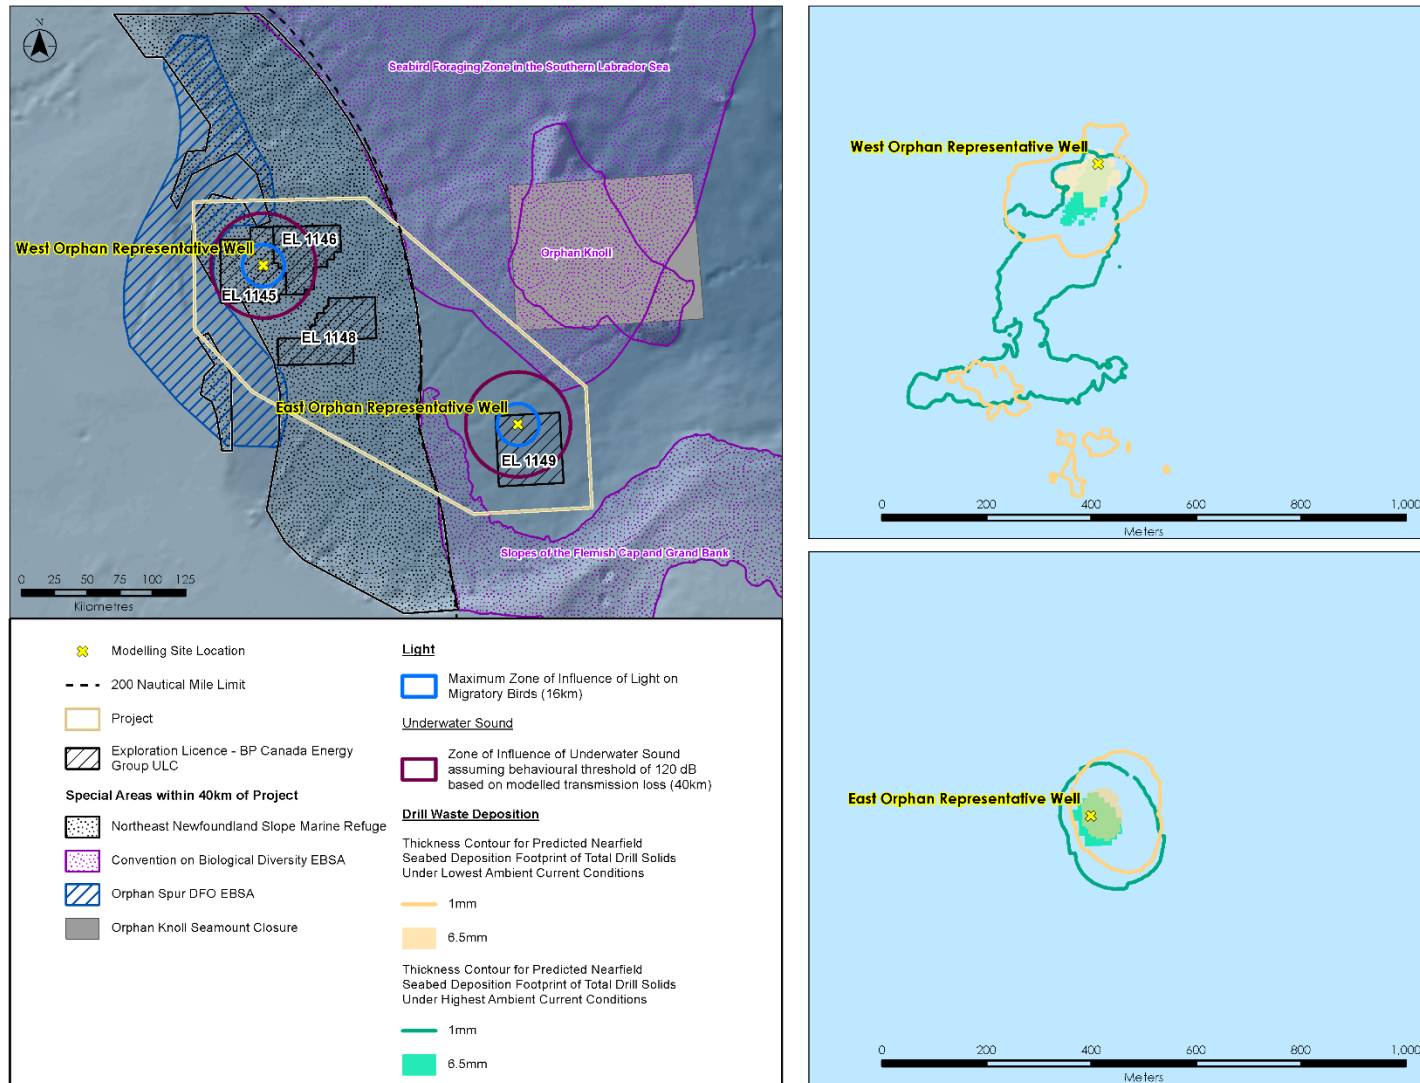 Seabird Foraging Zone in the Southern Labrador Sea
West Orphan Representative Well
EL 1146
EL 1145
Orphan Knoll
EL 1148
East Orphan Representative Well
EL 1149
Slopes of the Flemish Cap and Grand Bank
0 25 50 75 100 125
Kilometres
West Orphan Representative Well
0 200 400 600 800 1,000
Meters
East Orphan Representative Well
0 200 400 600 800 1,000
Meters
Modelling Site Location
200 Nautical Mile Limit
Project
Exploration Licence - BP Canada Energy
Group ULC
Special Areas within 40km of Project
Northeast Newfoundland Slope Marine Refuge
Convention on Biological Diversity EBSA
Orphan Spur DFO EBSA
Orphan Knoll Seamount Closure
Light
Maximum Zone of Influence of Light on
Migratory Birds (16km)
Underwater Sound
Zone of Influence of Underwater Sound
assuming behavioural threshold of 120 dB
based on modelled transmission loss (40km)
Drill Waste Deposition
Thickness Contour for Predicted Nearfield
Seabed Deposition Footprint of Total Drill Solids
Under Lowest Ambient Current Conditions
1mm
6.5mm
Thickness Contour for Predicted Nearfield
Seabed Deposition Footprint of Total Drill Solids
Under Highest Ambient Current Conditions
1mm
6.5mm